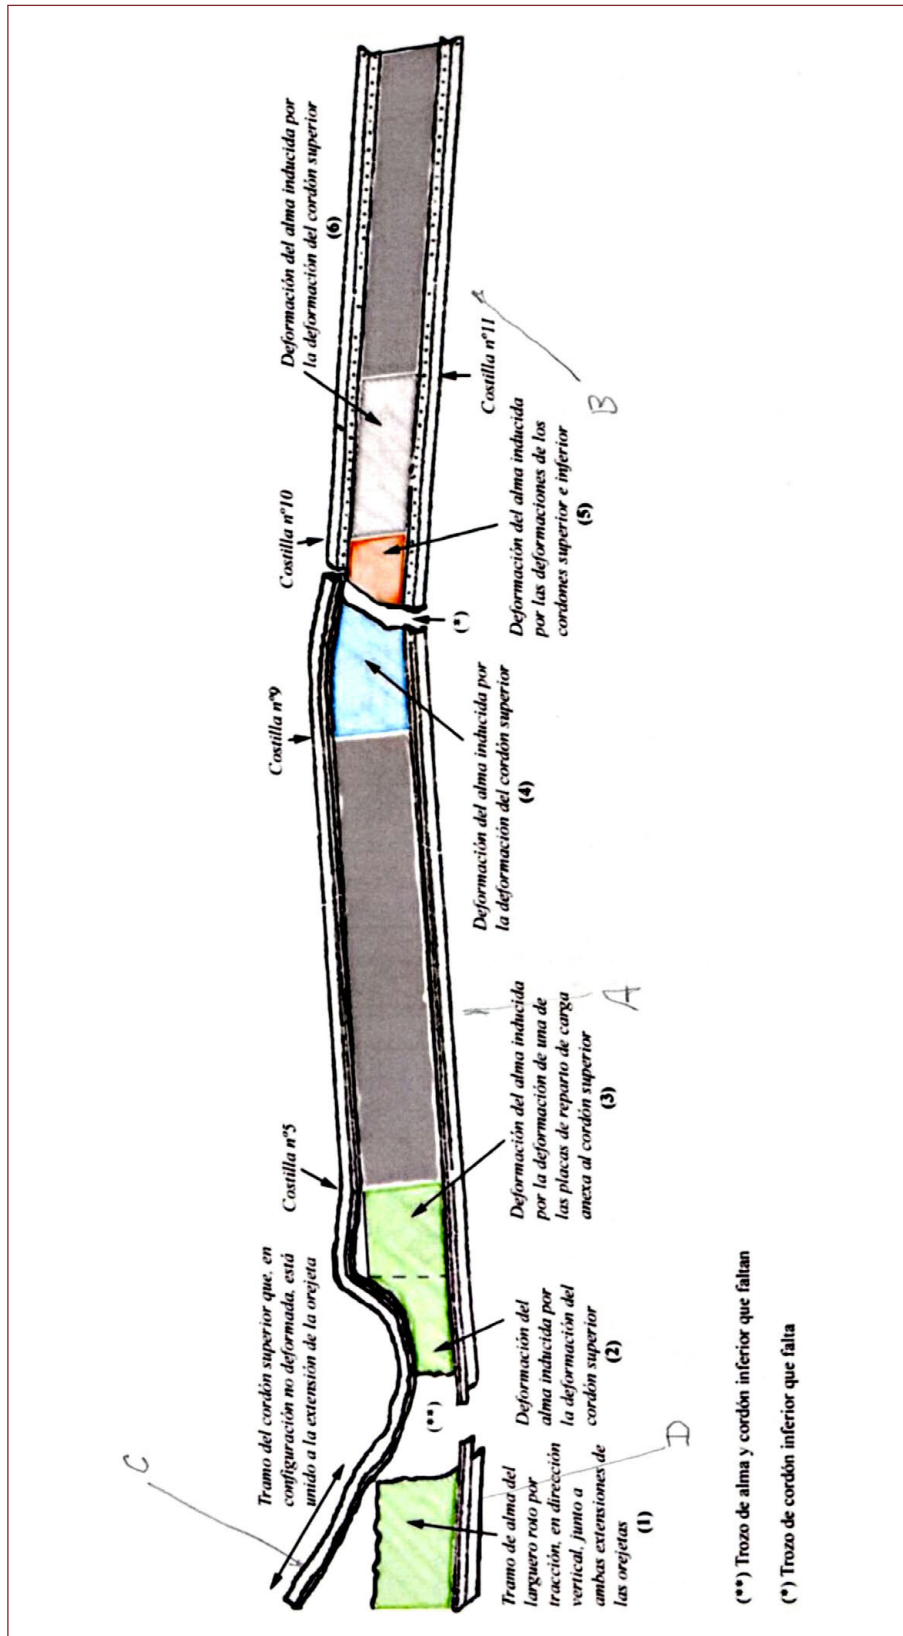 Tramo del cordón superior que, en
configuración no deformada, está
unido a la extensión de la orejeta
C
Costilla nº5
Costilla nº9
Costilla nº10
Deformación del alma inducida por
la deformación del cordón superior
(6)
Tramo de alma del
larguero roto por
tracción, en dirección
vertical, junto a
ambas extensiones de
las orejetas
(1)
D
(**)
Deformación del
alma inducida por
la deformación del
cordón superior
(2)
Deformación del alma inducida
por la deformación de una de
las placas de reparto de carga
anexa al cordón superior
(3)
A
Deformación del alma inducida por
la deformación del cordón superior
(4)
(*)
Deformación del alma inducida
por las deformaciones de los
cordones superior e inferior
(5)
B
Costilla nº11
(**) Trozo de alma y cordón inferior que faltan
(*) Trozo de cordón inferior que falta